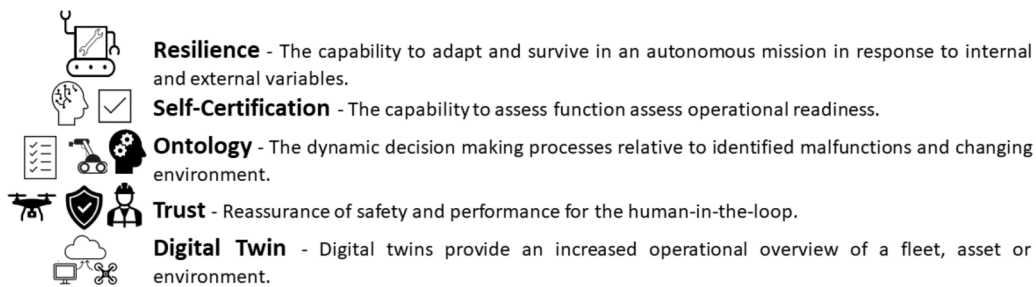 Resilience - The capability to adapt and survive in an autonomous mission in response to internal
and external variables.
Self-Certification - The capability to assess function assess operational readiness.
Ontology - The dynamic decision making processes relative to identified malfunctions and changing
environment.
Trust - Reassurance of safety and performance for the human-in-the-loop.
Digital Twin - Digital twins provide an increased operational overview of a fleet, asset or
environment.